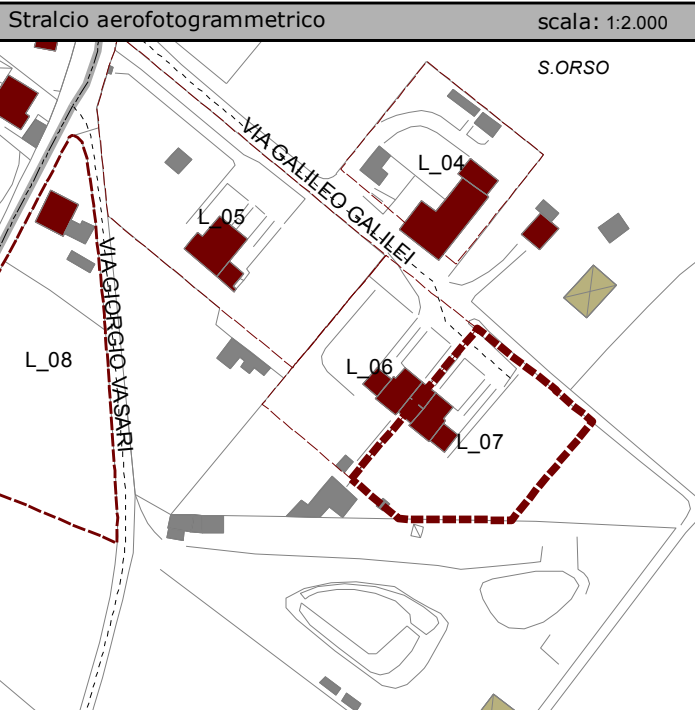 Stralcio aerofotogrammetrico
scala: 1:2.000
S.ORSO
VIA GALILEO GALILEI
L_04
L_05
VIA GIORGIO VASARI
L_08
L_06
L_07